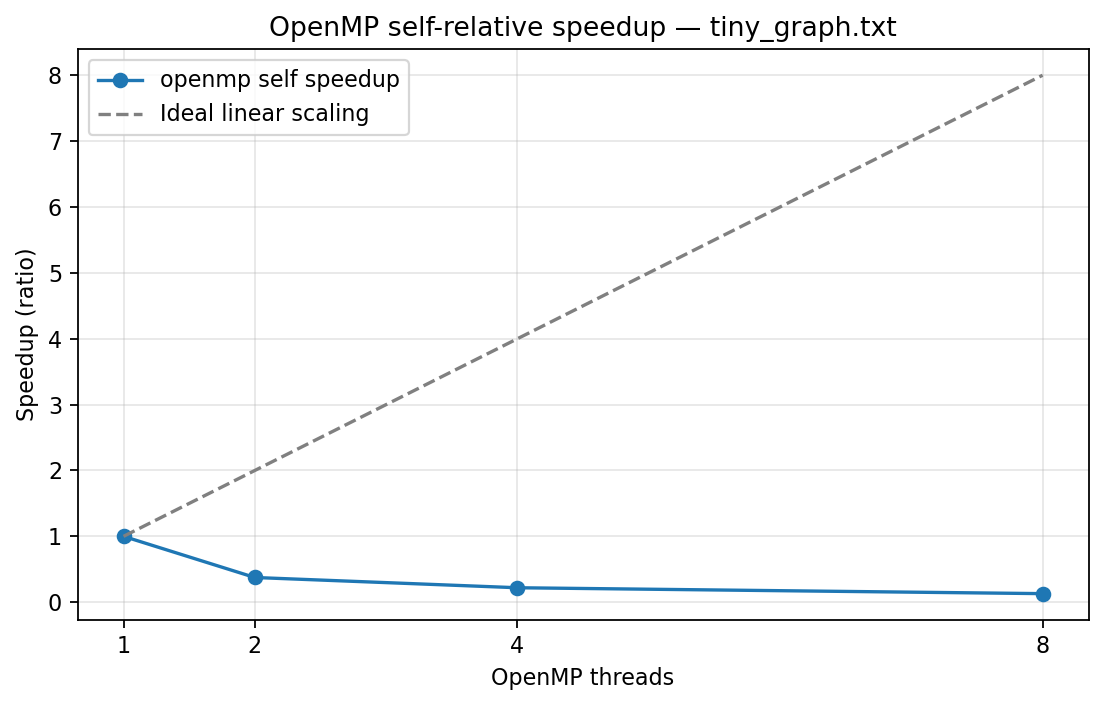 OpenMP self-relative speedup — tiny_graph.txt
openmp self speedup
Ideal linear scaling
Speedup (ratio)
8
7
6
5
4
3
2
1
0
1 2 4 8
OpenMP threads